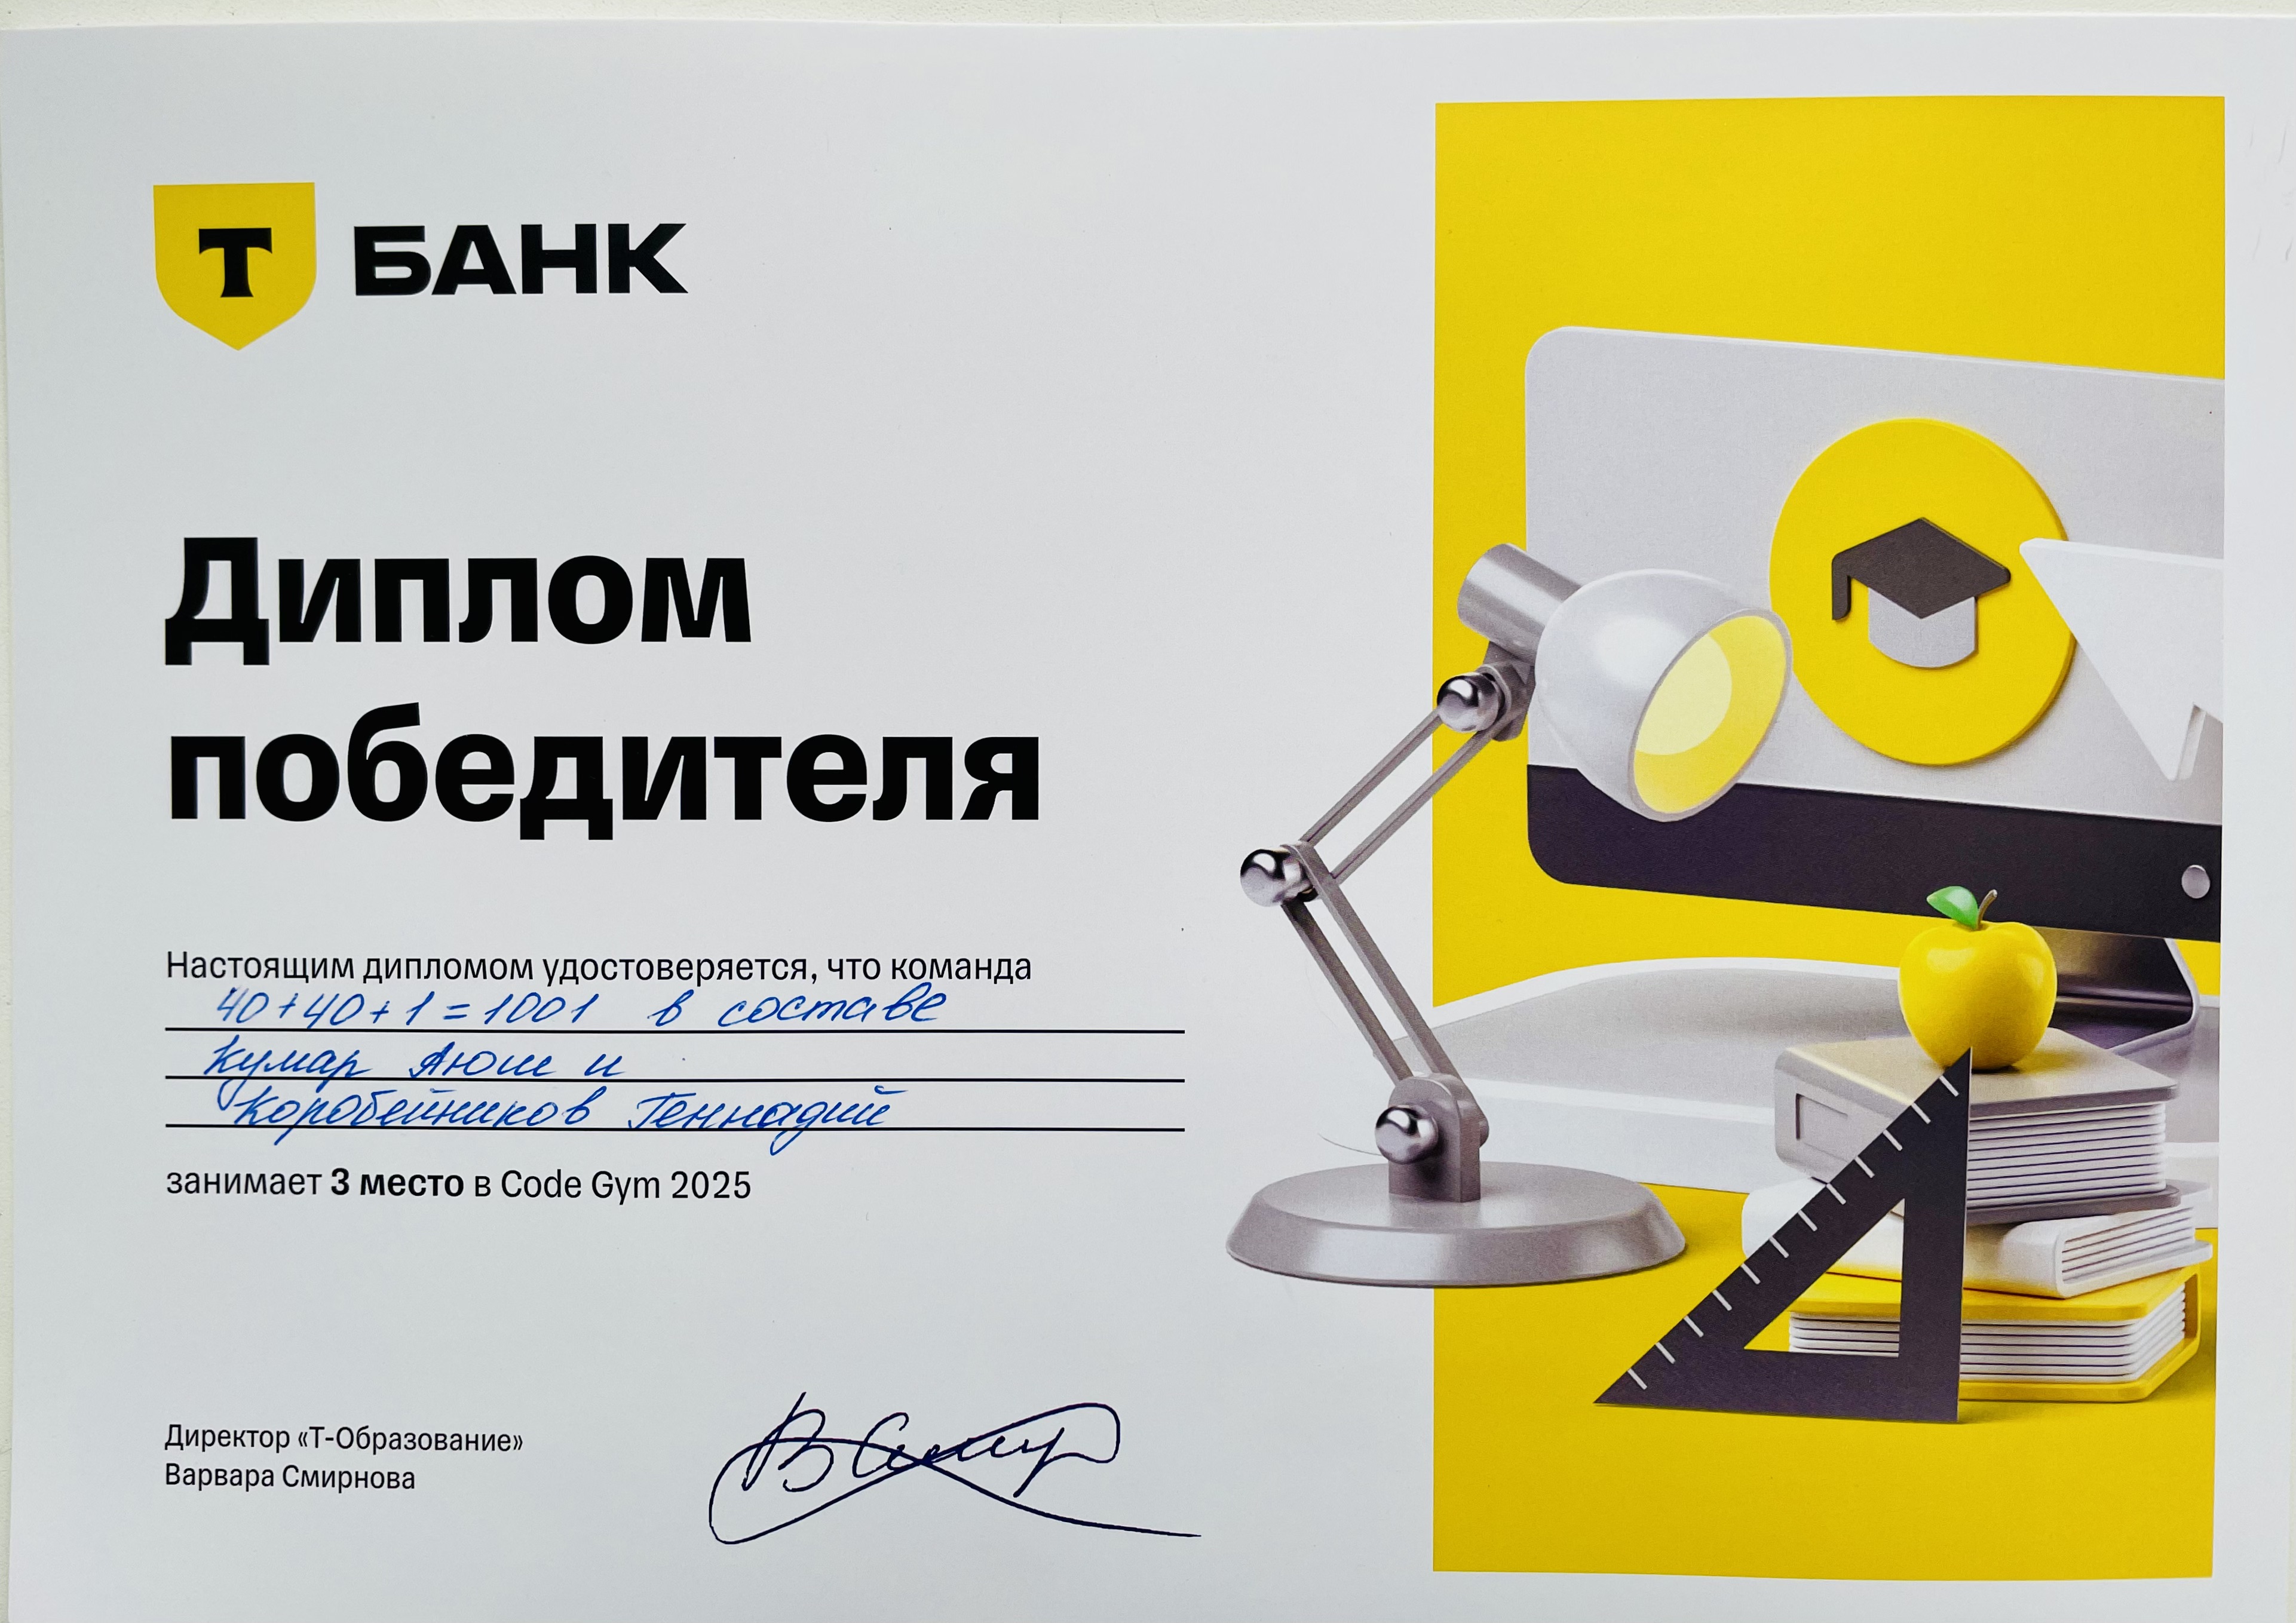 Т БАНК
Диплом
победителя
Настоящим дипломом удостоверяется, что команда
40+40+1=1001 в составе
Кумар Аюш и
Коробейников Геннадий
занимает 3 место в Code Gym 2025
Директор «Т-Образование»
Варвара Смирнова